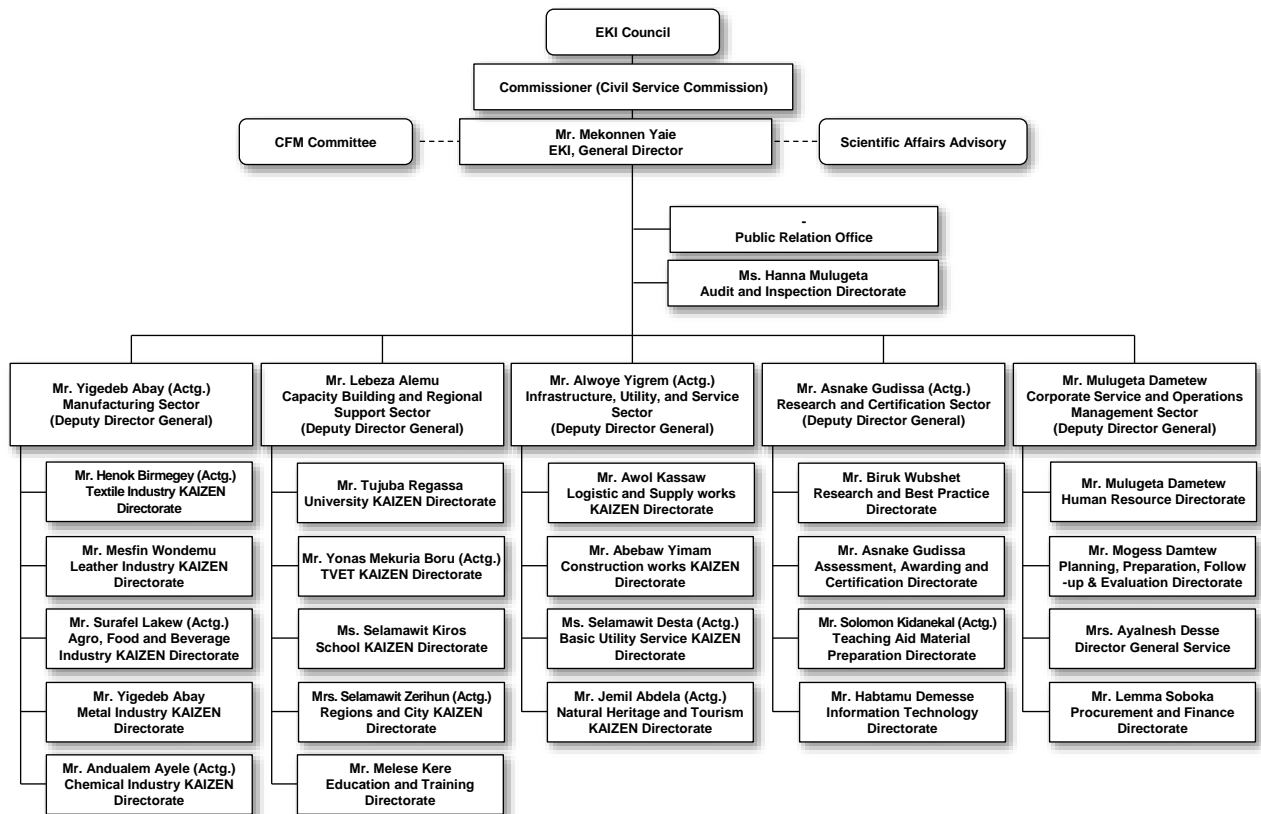 EKI Council
Commissioner (Civil Service Commission)
CFM Committee
Mr. Mekonnen Yaie
EKI, General Director
Scientific Affairs Advisory
-
Public Relation Office
Ms. Hanna Mulugeta
Audit and Inspection Directorate
Mr. Yigedeb Abay (Actg.)
Manufacturing Sector
(Deputy Director General)
Mr. Lebeza Alemu
Capacity Building and Regional
Support Sector
(Deputy Director General)
Mr. Alwoye Yigrem (Actg.)
Infrastructure, Utility, and Service
Sector
(Deputy Director General)
Mr. Asnake Gudissa (Actg.)
Research and Certification Sector
(Deputy Director General)
Mr. Mulugeta Dametew
Corporate Service and Operations
Management Sector
(Deputy Director General)
Mr. Henok Birmegey (Actg.)
Textile Industry KAIZEN
Directorate
Mr. Mesfin Wondemu
Leather Industry KAIZEN
Directorate
Mr. Surafel Lakew (Actg.)
Agro, Food and Beverage
Industry KAIZEN Directorate
Mr. Yigedeb Abay
Metal Industry KAIZEN
Directorate
Mr. Andualem Ayele (Actg.)
Chemical Industry KAIZEN
Directorate
Mr. Tujuba Regassa
University KAIZEN Directorate
Mr. Yonas Mekuria Boru (Actg.)
TVET KAIZEN Directorate
Ms. Selamawit Kiros
School KAIZEN Directorate
Mrs. Selamawit Zerihun (Actg.)
Regions and City KAIZEN
Directorate
Mr. Melese Kere
Education and Training
Directorate
Mr. Awol Kassaw
Logistic and Supply works
KAIZEN Directorate
Mr. Abebaw Yimam
Construction works KAIZEN
Directorate
Ms. Selamawit Desta (Actg.)
Basic Utility Service KAIZEN
Directorate
Mr. Jemil Abdela (Actg.)
Natural Heritage and Tourism
KAIZEN Directorate
Mr. Biruk Wubshet
Research and Best Practice
Directorate
Mr. Asnake Gudissa
Assessment, Awarding and
Certification Directorate
Mr. Solomon Kidanekal (Actg.)
Teaching Aid Material
Preparation Directorate
Mr. Habtamu Demesse
Information Technology
Directorate
Mr. Mulugeta Dametew
Human Resource Directorate
Mr. Mogess Damtew
Planning, Preparation, Follow
-up & Evaluation Directorate
Mrs. Ayalnesh Desse
Director General Service
Mr. Lemma Soboka
Procurement and Finance
Directorate